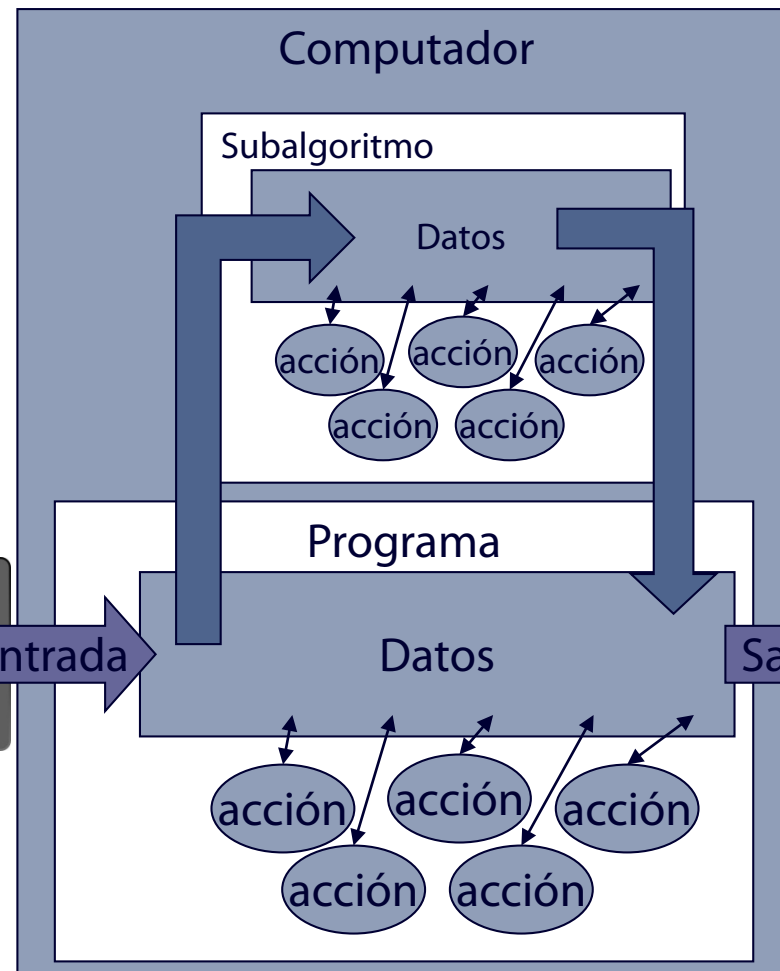 Computador
Subalgoritmo
Datos
acción
acción
acción
acción
acción
Programa
ntrada
Datos
Sa
acción
acción
acción
acción
acción